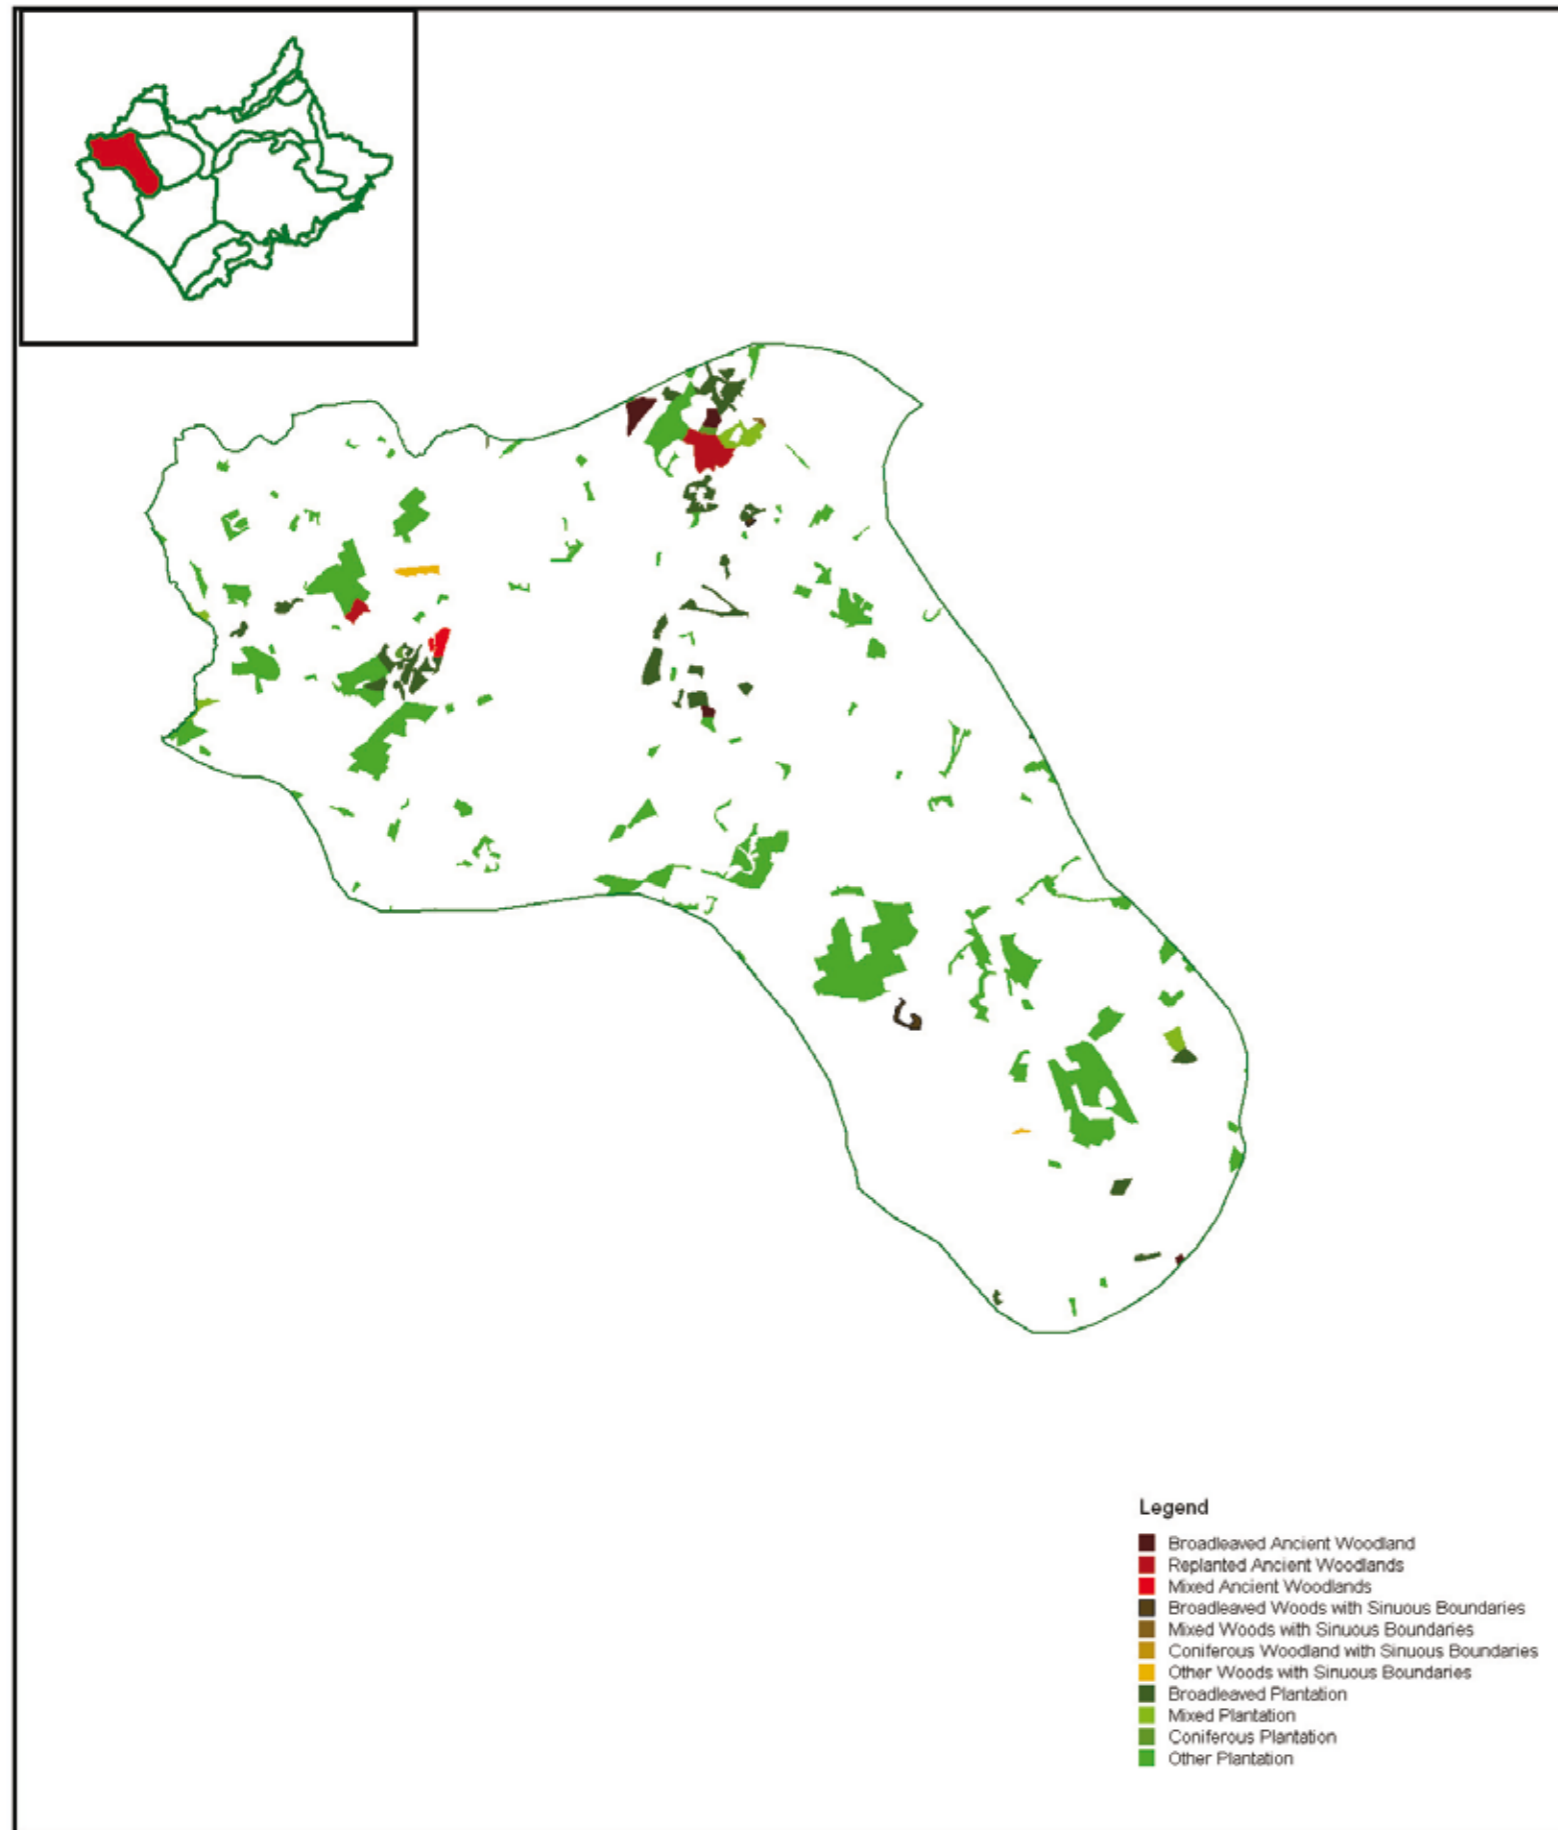 Legend
Broadleaved Ancient Woodland
Replanted Ancient Woodlands
Mixed Ancient Woodlands
Broadleaved Woods with Sinuous Boundaries
Mixed Woods with Sinuous Boundaries
Coniferous Woodland with Sinuous Boundaries
Other Woods with Sinuous Boundaries
Broadleaved Plantation
Mixed Plantation
Coniferous Plantation
Other Plantation